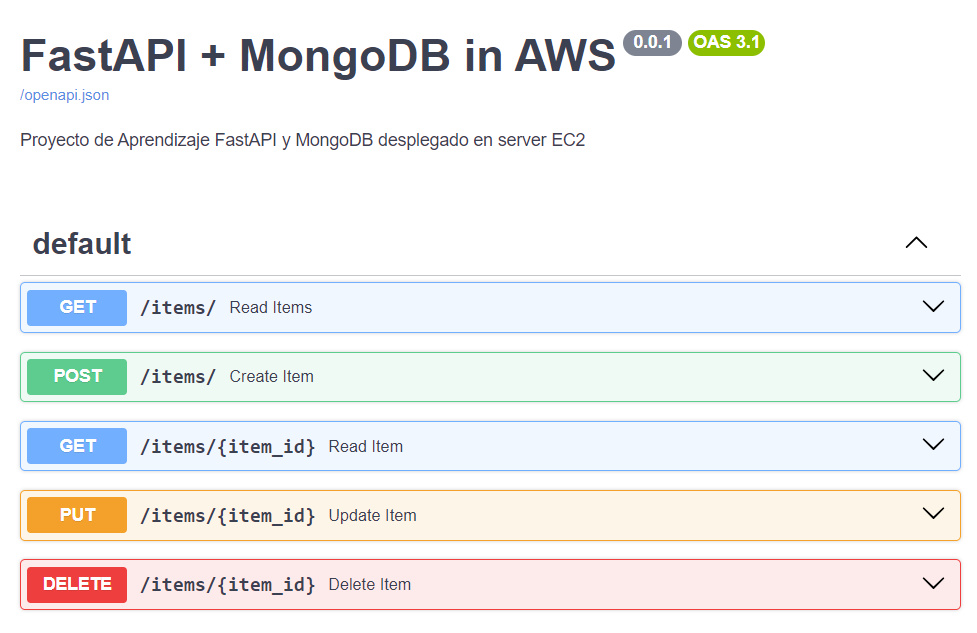 FastAPI + MongoDB in AWS 0.0.1 OAS 3.1
/openapi.json
Proyecto de Aprendizaje FastAPI y MongoDB desplegado en server EC2
default
GET /items/ Read Items
POST /items/ Create Item
GET /items/{item_id} Read Item
PUT /items/{item_id} Update Item
DELETE /items/{item_id} Delete Item